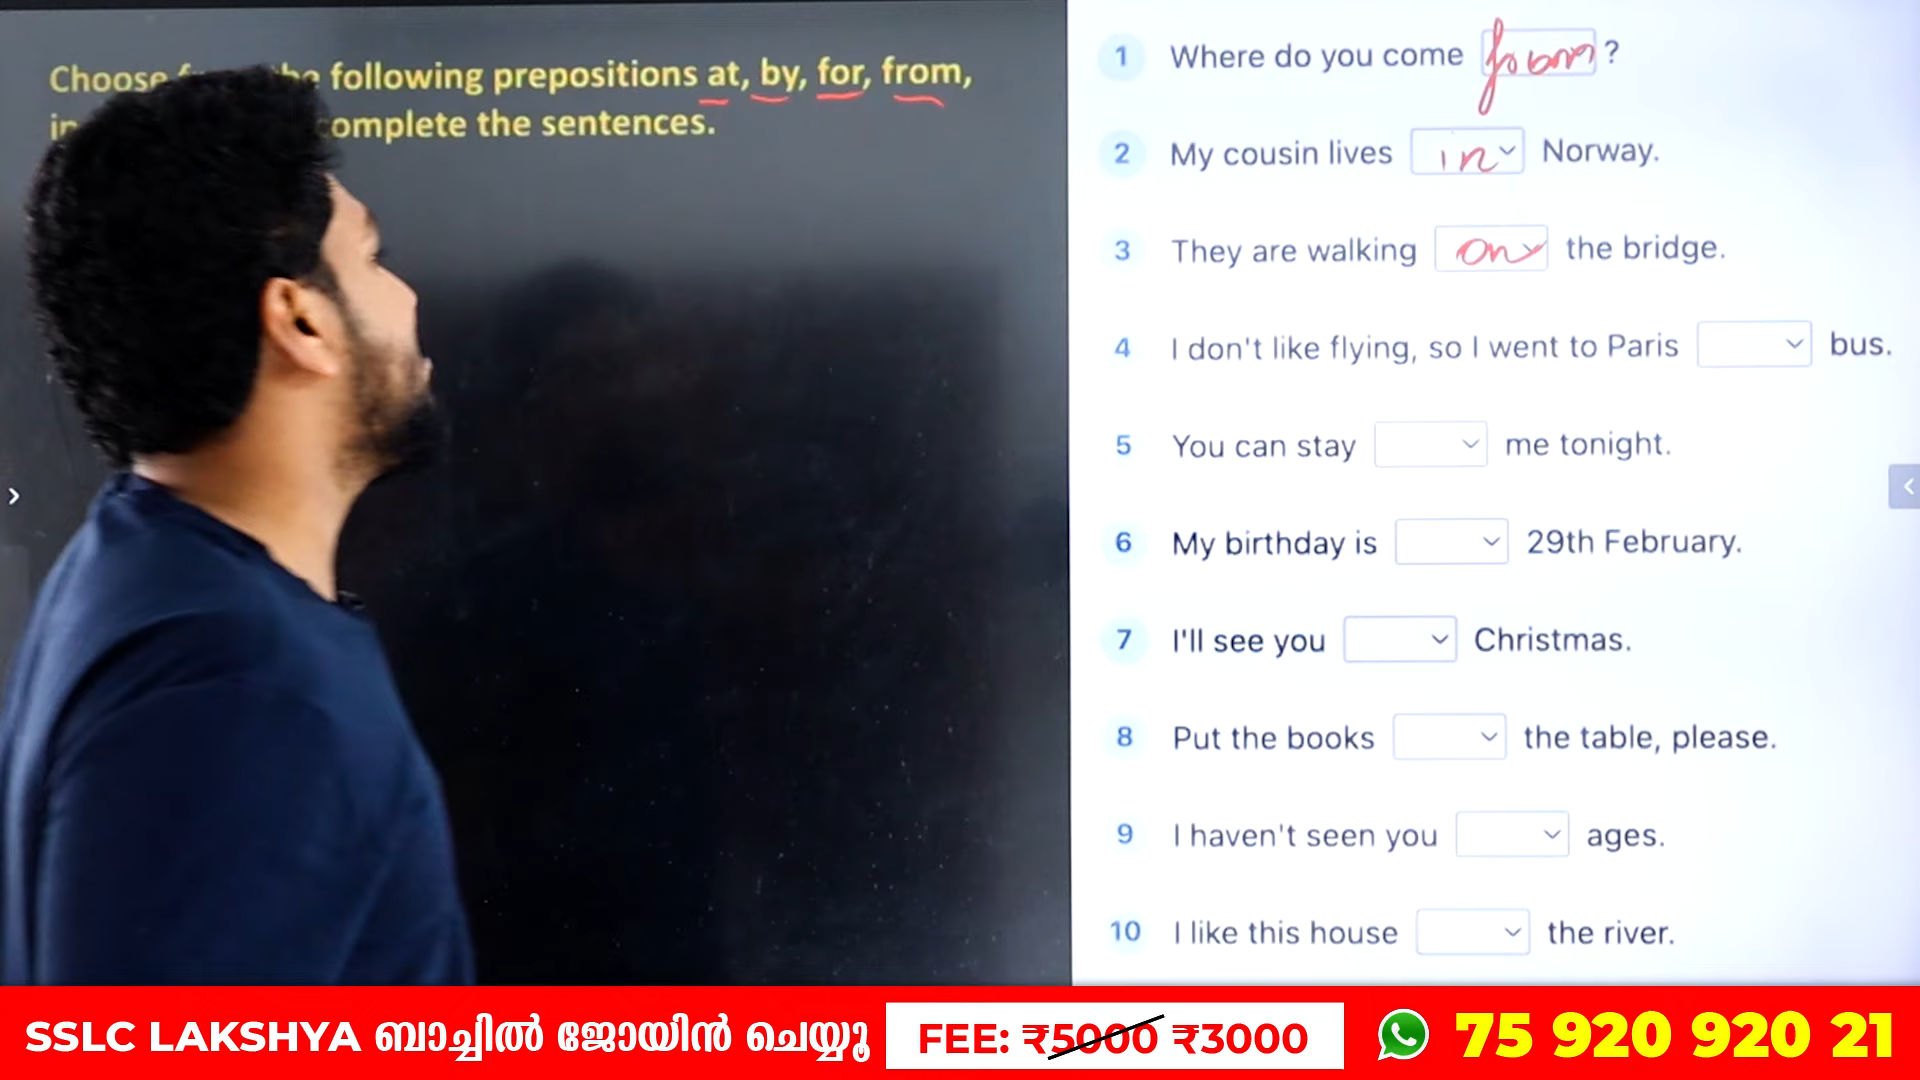 Choose the following prepositions at, by, for, from,
in complete the sentences.
1 Where do you come from ?
2 My cousin lives in Norway.
3 They are walking on the bridge.
4 I don't like flying, so I went to Paris bus.
5 You can stay me tonight.
6 My birthday is 29th February.
7 I'll see you Christmas.
8 Put the books the table, please.
9 I haven't seen you ages.
10 I like this house the river.
SSLC LAKSHYA ബാച്ചിൽ ജോയിൻ ചെയ്യൂ FEE: ₹5000 ₹3000 75 920 920 21